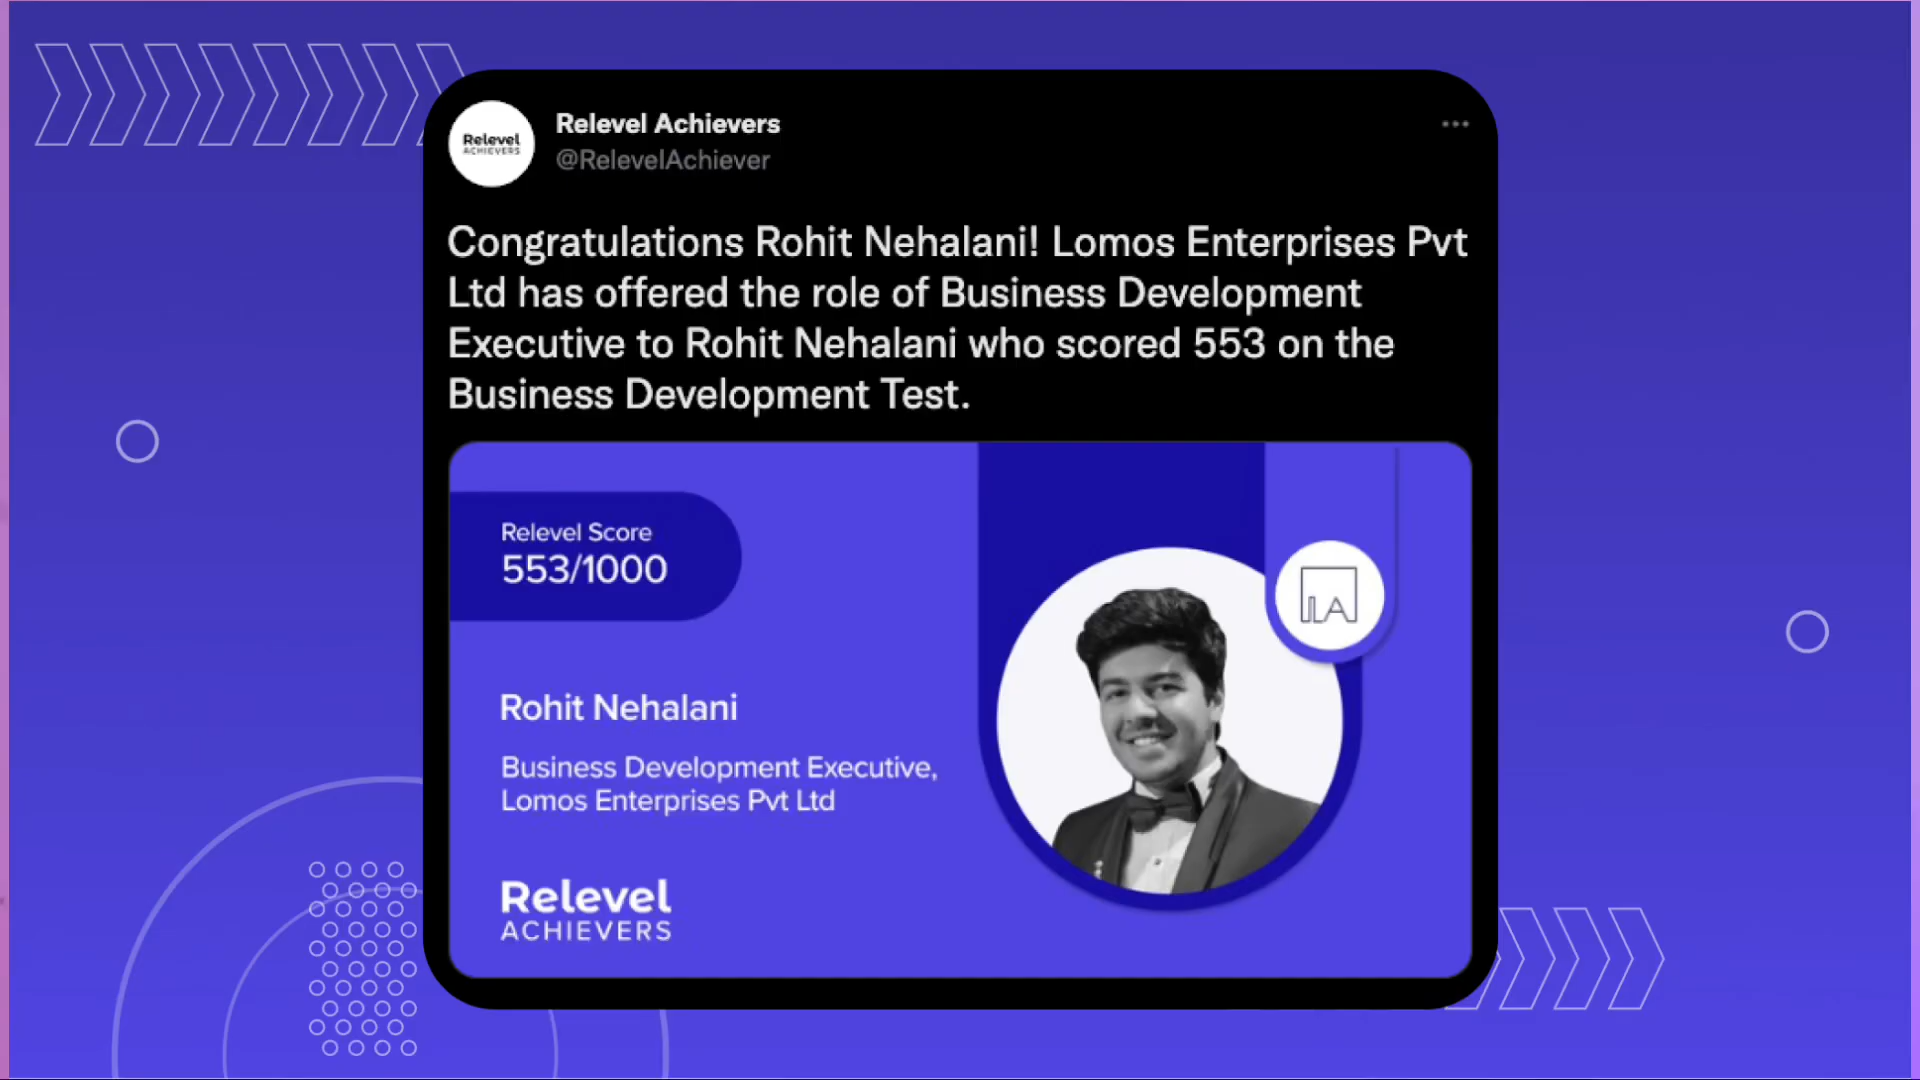 Relevel
ACHIEVERS
Relevel Achievers
@RelevelAchiever
Congratulations Rohit Nehalani! Lomos Enterprises Pvt
Ltd has offered the role of Business Development
Executive to Rohit Nehalani who scored 553 on the
Business Development Test.
Relevel Score
553/1000
Rohit Nehalani
Business Development Executive,
Lomos Enterprises Pvt Ltd
Relevel
ACHIEVERS